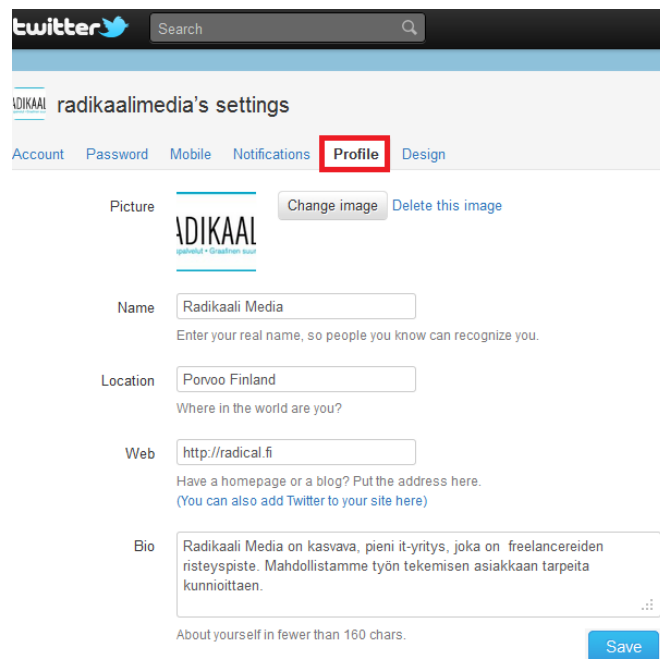 twitter Search
radikaalimedia's settings
Account Password Mobile Notifications Profile Design
Picture Change image Delete this image
Name Radikaali Media
Enter your real name, so people you know can recognize you.
Location Porvoo Finland
Where in the world are you?
Web http://radical.fi
Have a homepage or a blog? Put the address here.
(You can also add Twitter to your site here)
Bio Radikaali Media on kasvava, pieni it-yritys, joka on freelancereiden
risteyspiste. Mahdollistamme työn tekemisen asiakkaan tarpeita
kunnioittaen.
About yourself in fewer than 160 chars.
Save